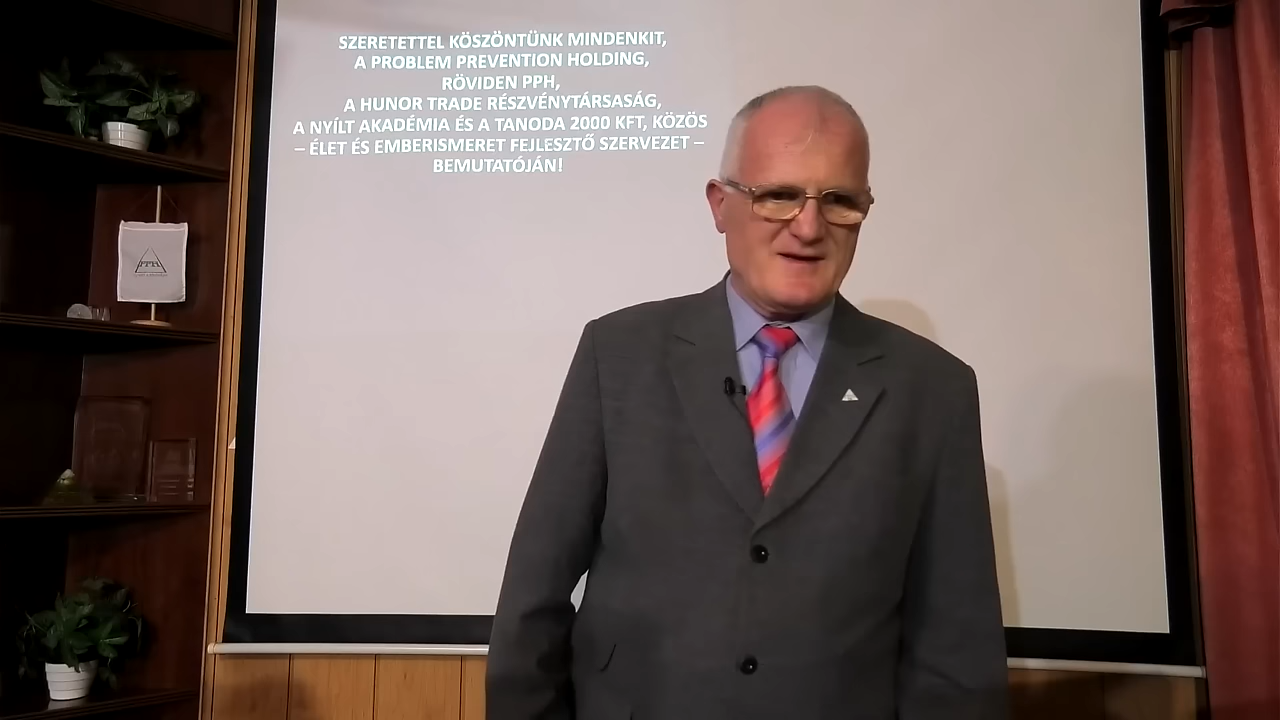 SZERETETTEL KÖSZÖNTÜNK MINDENKIT,
A PROBLEM PREVENTION HOLDING,
RÖVIDEN PPH,
A HUNOR TRADE RÉSZVÉNYTÁRSASÁG,
A NYÍLT AKADÉMIA ÉS A TANODA 2000 KFT, KÖZÖS
– ÉLET ÉS EMBERISMERET FEJLESZTŐ SZERVEZET –
BEMUTATÓJÁN!
PPH